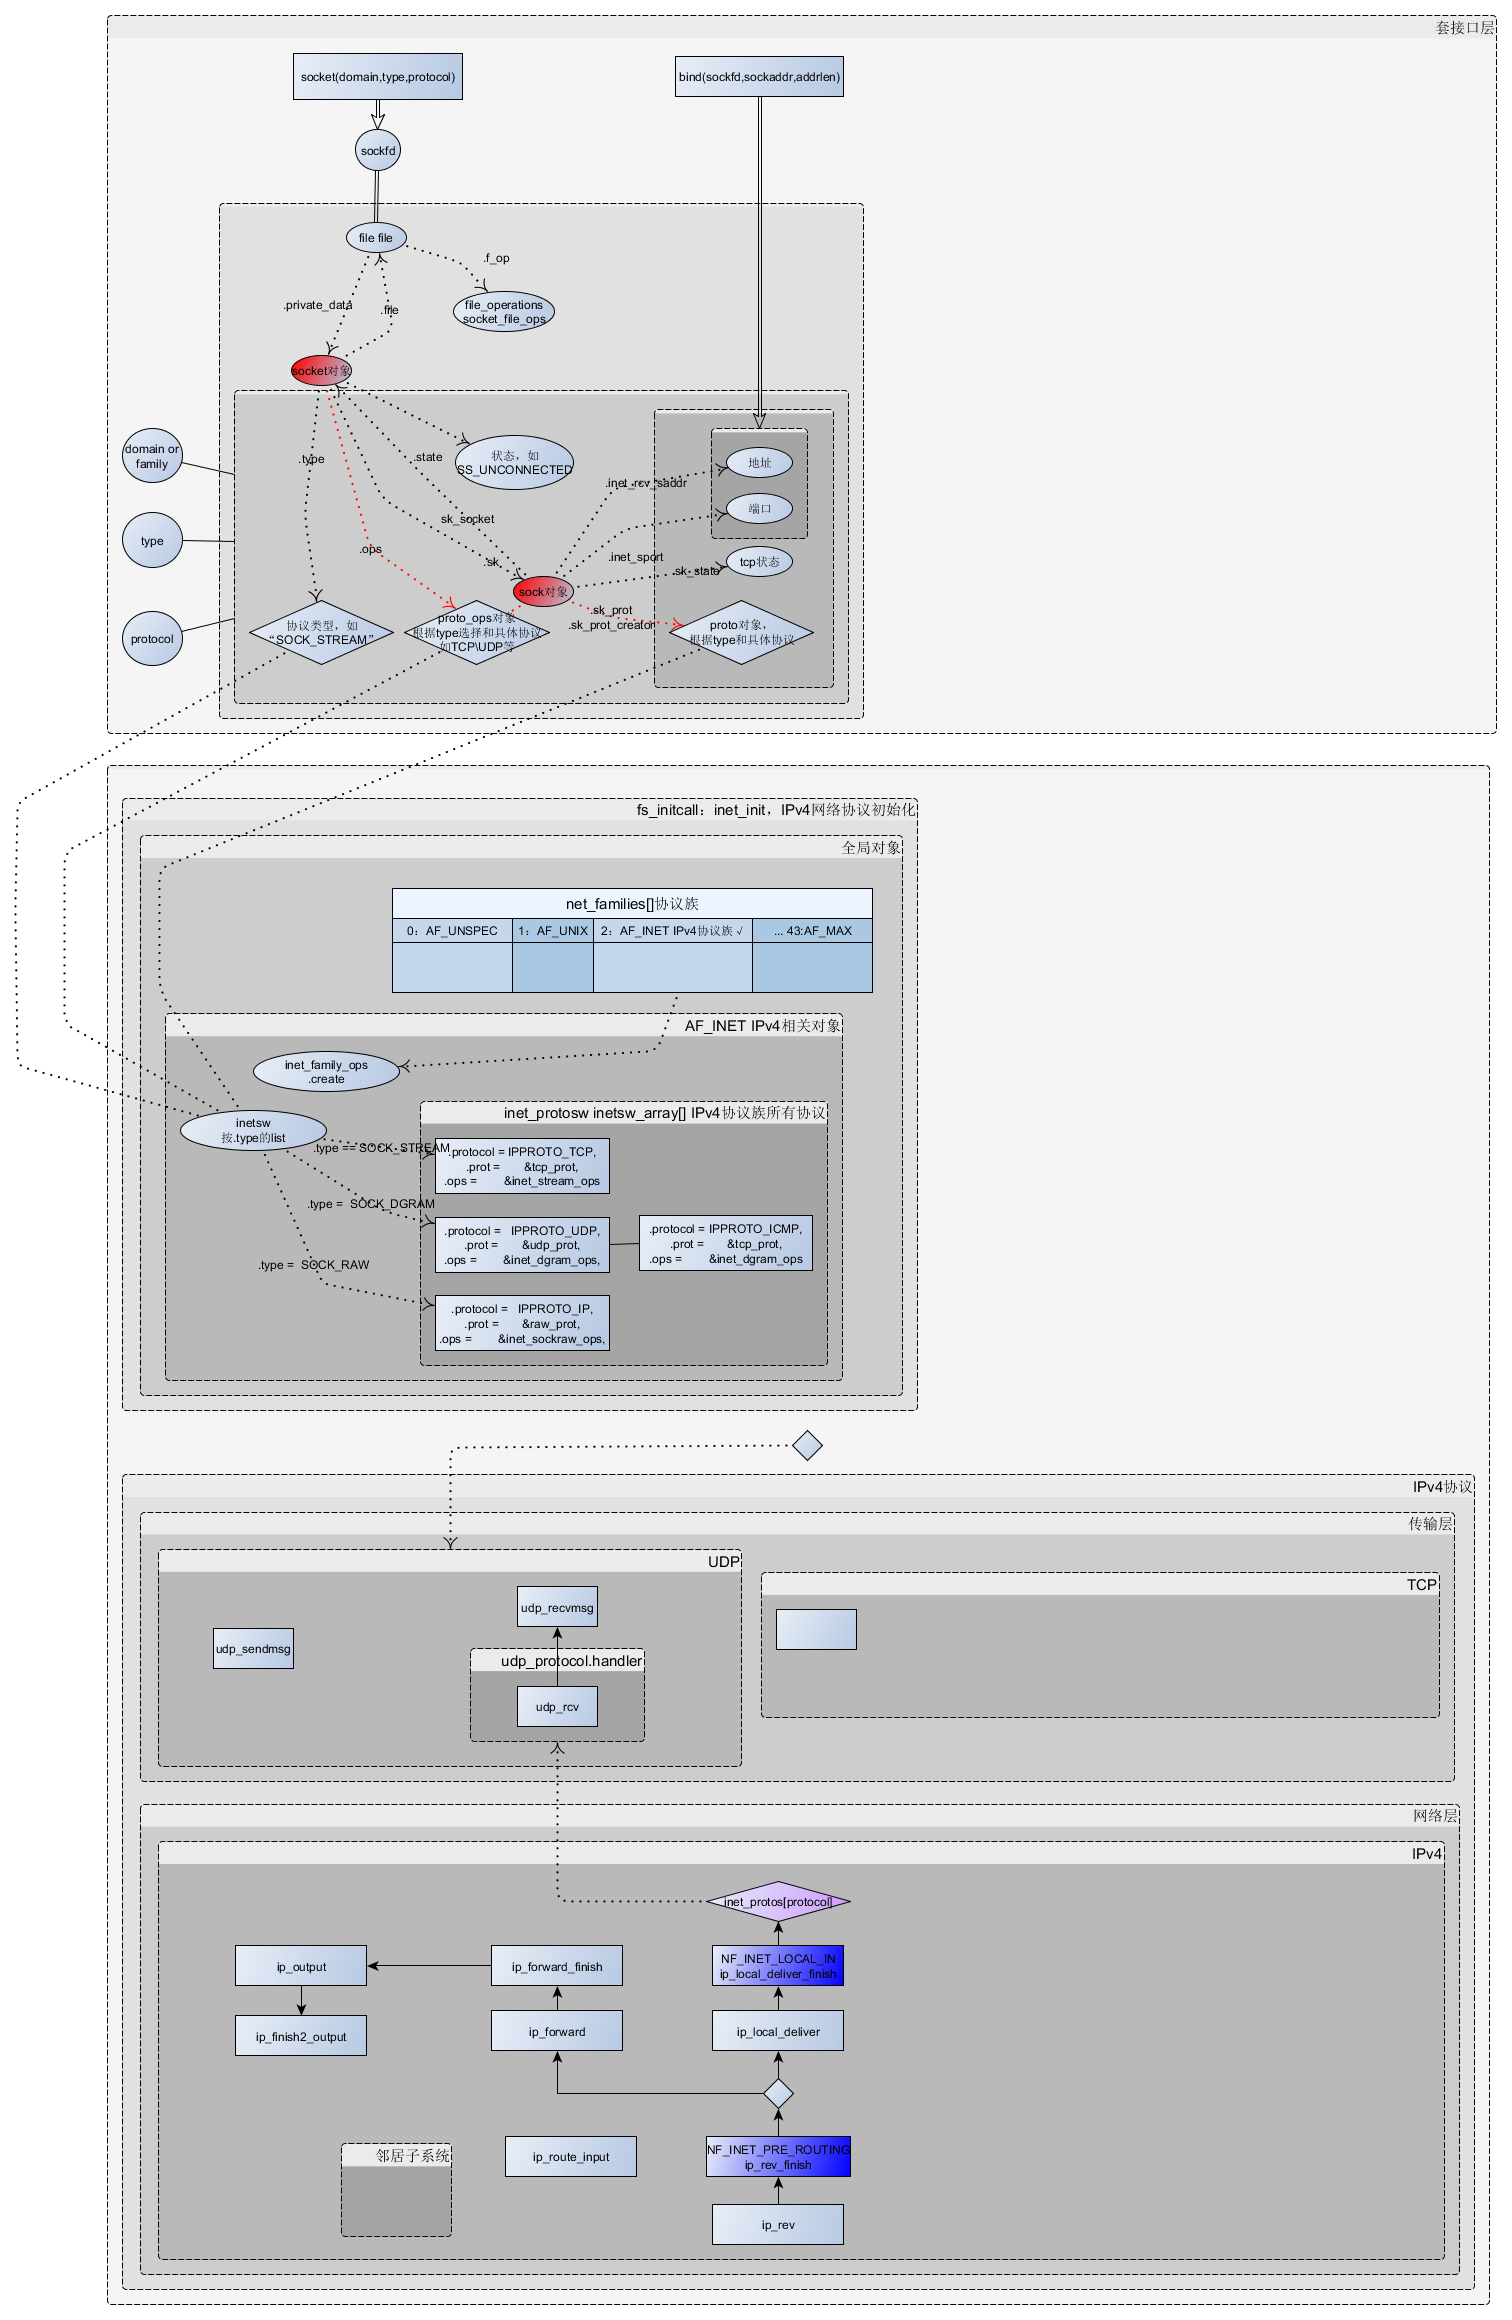 套接口层
socket(domain,type,protocol)
bind(sockfd,sockaddr,addrlen)
sockfd
file file
.f_op
.private_data
.file
file_operations
socket_file_ops
socket对象
domain or
family
.type
.state
状态，如
SS_UNCONNECTED
地址
.inet_rcv_saddr
端口
sk_socket
type
.ops
.sk
.inet_sport
tcp状态
.sk_state
sock对象
protocol
协议类型，如
“SOCK_STREAM”
proto_ops对象
根据type选择和具体协议
如TCP\UDP等
.sk_prot
.sk_prot_creator
proto对象，
根据type和具体协议
fs_initcall：inet_init，IPv4网络协议初始化
全局对象
net_families[]协议族
0：AF_UNSPEC
1：AF_UNIX
2：AF_INET IPv4协议族 √
... 43:AF_MAX
AF_INET IPv4相关对象
inet_family_ops
.create
inet_protosw inetsw_array[] IPv4协议族所有协议
inetsw
按.type的list
.type == SOCK_STREAM
.protocol = IPPROTO_TCP,
.prot = &tcp_prot,
.ops = &inet_stream_ops
.type = SOCK_DGRAM
.protocol = IPPROTO_UDP,
.prot = &udp_prot,
.ops = &inet_dgram_ops,
.protocol = IPPROTO_ICMP,
.prot = &tcp_prot,
.ops = &inet_dgram_ops
.type = SOCK_RAW
.protocol = IPPROTO_IP,
.prot = &raw_prot,
.ops = &inet_sockraw_ops,
IPv4协议
传输层
UDP
TCP
udp_recvmsg
udp_sendmsg
udp_protocol.handler
udp_rcv
网络层
IPv4
inet_protos[protocol]
ip_output
ip_forward_finish
NF_INET_LOCAL_IN
ip_local_deliver_finish
ip_finish2_output
ip_forward
ip_local_deliver
邻居子系统
ip_route_input
NF_INET_PRE_ROUTING
ip_rev_finish
ip_rev